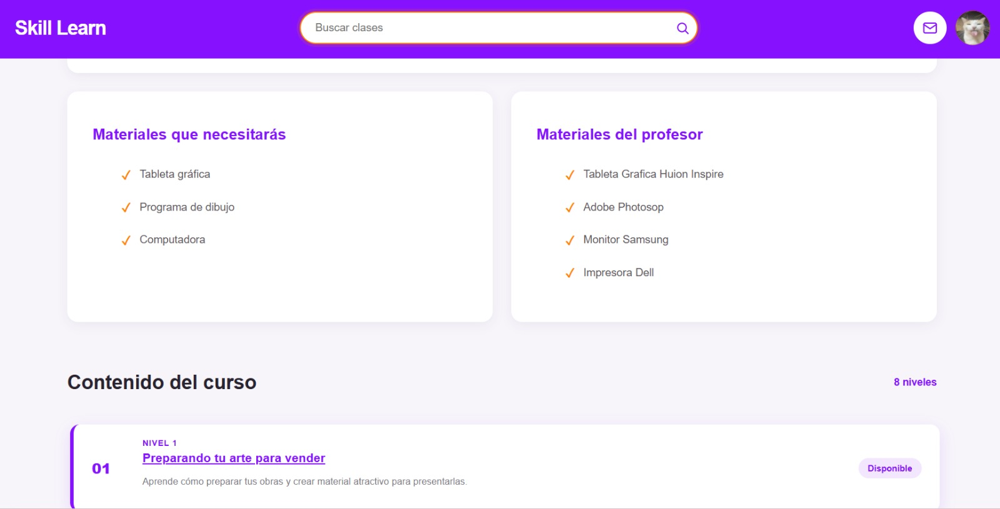 Skill Learn
Buscar clases
Materiales que necesitarás
Tableta gráfica
Programa de dibujo
Computadora
Materiales del profesor
Tableta Grafica Huion Inspire
Adobe Photosop
Monitor Samsung
Impresora Dell
Contenido del curso
8 niveles
01
NIVEL 1
Preparando tu arte para vender
Aprende cómo preparar tus obras y crear material atractivo para presentarlas.
Disponible